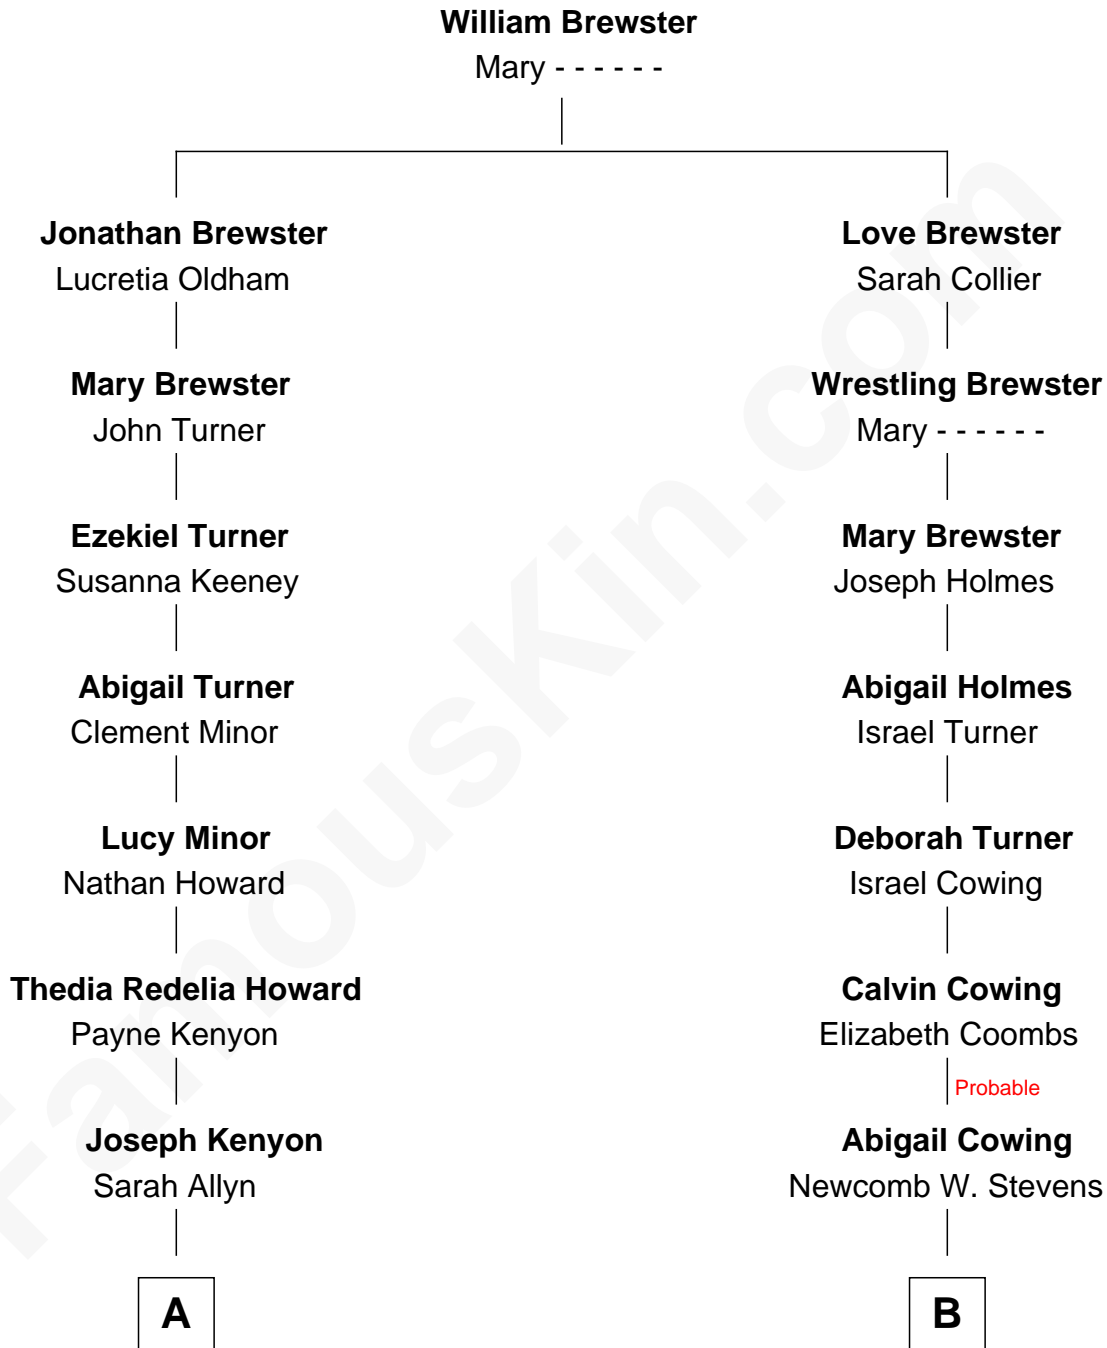 William Brewster
Mary - - - - - -
Jonathan Brewster
Lucretia Oldham
Love Brewster
Sarah Collier
Mary Brewster
John Turner
Wrestling Brewster
Mary - - - - - -
Ezekiel Turner
Susanna Keeney
Mary Brewster
Joseph Holmes
Abigail Turner
Clement Minor
Abigail Holmes
Israel Turner
Lucy Minor
Nathan Howard
Deborah Turner
Israel Cowing
Thedia Redelia Howard
Payne Kenyon
Calvin Cowing
Elizabeth Coombs
Probable
Joseph Kenyon
Sarah Allyn
Abigail Cowing
Newcomb W. Stevens
A
B
FamousKin.com